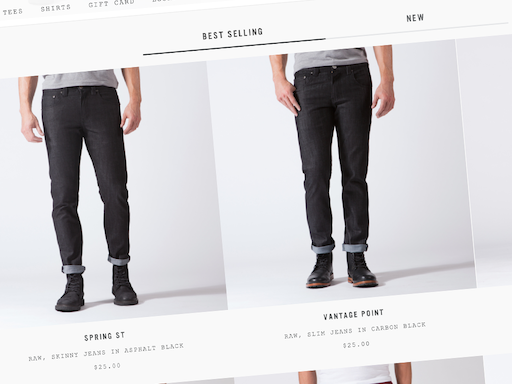 TEES SHIRTS GIFT CARD
BEST SELLING
NEW
SPRING ST
RAW, SKINNY JEANS IN ASPHALT BLACK
$25.00
VANTAGE POINT
RAW, SLIM JEANS IN CARBON BLACK
$25.00